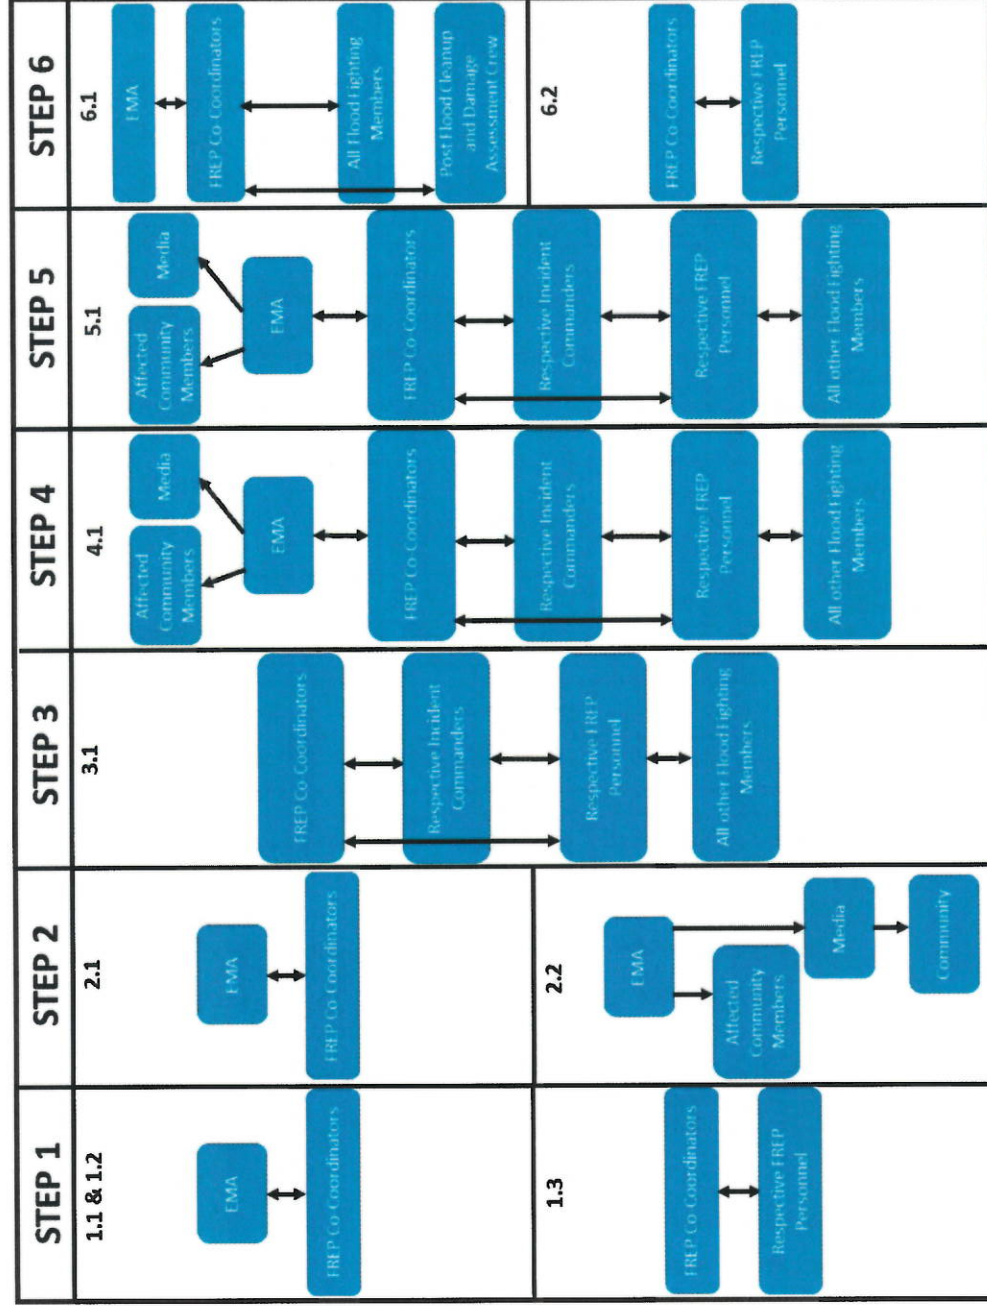 STEP 1
1.1 & 1.2
EMA
FREP Co-Coordinators
1.3
FREP Co-Coordinators
Respective FREP
Personnel
STEP 2
2.1
EMA
FREP Co-Coordinators
2.2
EMA
Affected
Community
Members
Media
Community
STEP 3
3.1
FREP Co-Coordinators
Respective Incident
Commanders
Respective FREP
Personnel
All other Flood Fighting
Members
STEP 4
4.1
Affected
Community
Members
Media
EMA
FREP Co-Coordinators
Respective Incident
Commanders
Respective FREP
Personnel
All other Flood Fighting
Members
STEP 5
5.1
Affected
Community
Members
Media
EMA
FREP Co-Coordinators
Respective Incident
Commanders
Respective FREP
Personnel
All other Flood Fighting
Members
STEP 6
6.1
EMA
FREP Co-Coordinators
All Flood Fighting
Members
Post Flood Cleanup
and Damage
Assessment Crew
6.2
FREP Co-Coordinators
Respective FREP
Personnel